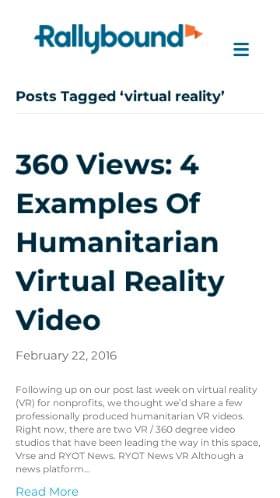 Rallybound
Posts Tagged ‘virtual reality’
360 Views: 4
Examples Of
Humanitarian
Virtual Reality
Video
February 22, 2016
Following up on our post last week on virtual reality
(VR) for nonprofits, we thought we’d share a few
professionally produced humanitarian VR videos.
Right now, there are two VR / 360 degree video
studios that have been leading the way in this space,
Vrse and RYOT News. RYOT News VR Although a
news platform...
Read More